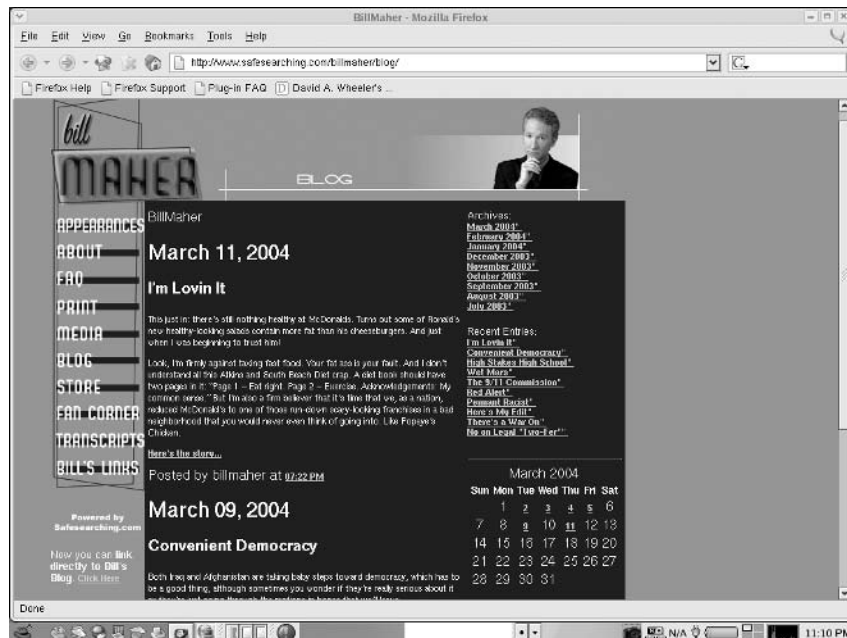 BillMaher - Mozilla Firefox
File Edit View Go Bookmarks Tools Help
http://www.safesearching.com/billmaher/blog/
G
Firefox Help Firefox Support Plug-in FAQ David A. Wheeler's ...
bill
MAHER
BLOG
APPEARANCES
ABOUT
FAQ
PRINT
MEDIA
BLOG
STORE
FAN CORNER
TRANSCRIPTS
BILL'S LINKS
Powered by
Safesearching.com
Now you can link
directly to Bill's
Blog. Click Here
BillMaher
March 11, 2004
I'm Lovin It
This just in: there's still nothing healthy at McDonalds. Turns out some of Ronald's
new healthy-looking salads contain more fat than his cheeseburgers. And just
when I was beginning to trust him!
Look, I'm firmly against taxing fast food. Your fat ass is your fault. And I don't
understand all this Atkins and South Beach Diet crap. A diet book should have
two pages in it: "Page 1 – Eat right. Page 2 – Exercise. Acknowledgements: My
common sense." But I'm also a firm believer that it's time that we, as a nation,
reduced McDonald's to one of those run-down scary-looking franchises in a bad
neighborhood that you would never even think of going into. Like Popeye's
Chicken.
Here's the story...
Posted by billmaher at 07:22 PM
March 09, 2004
Convenient Democracy
Both Iraq and Afghanistan are taking baby steps toward democracy, which has to
be a good thing, although sometimes you wonder if they're really serious about it
Archives:
March 2004"
February 2004"
January 2004"
December 2003"
November 2003"
October 2003"
September 2003"
August 2003"
July 2003"
Recent Entries:
I'm Lovin It"
Convenient Democracy"
High Stakes High School"
Wet Mars"
The 9/11 Commission"
Red Alert"
Pennant Racist"
Here's My Edit"
There's a War On"
No on Legal "Two-Fer""
March 2004
Sun Mon Tue Wed Thu Fri Sat
1 2 3 4 5 6
7 8 9 10 11 12 13
14 15 16 17 18 19 20
21 22 23 24 25 26 27
28 29 30 31
Done
N/A
11:10 PM